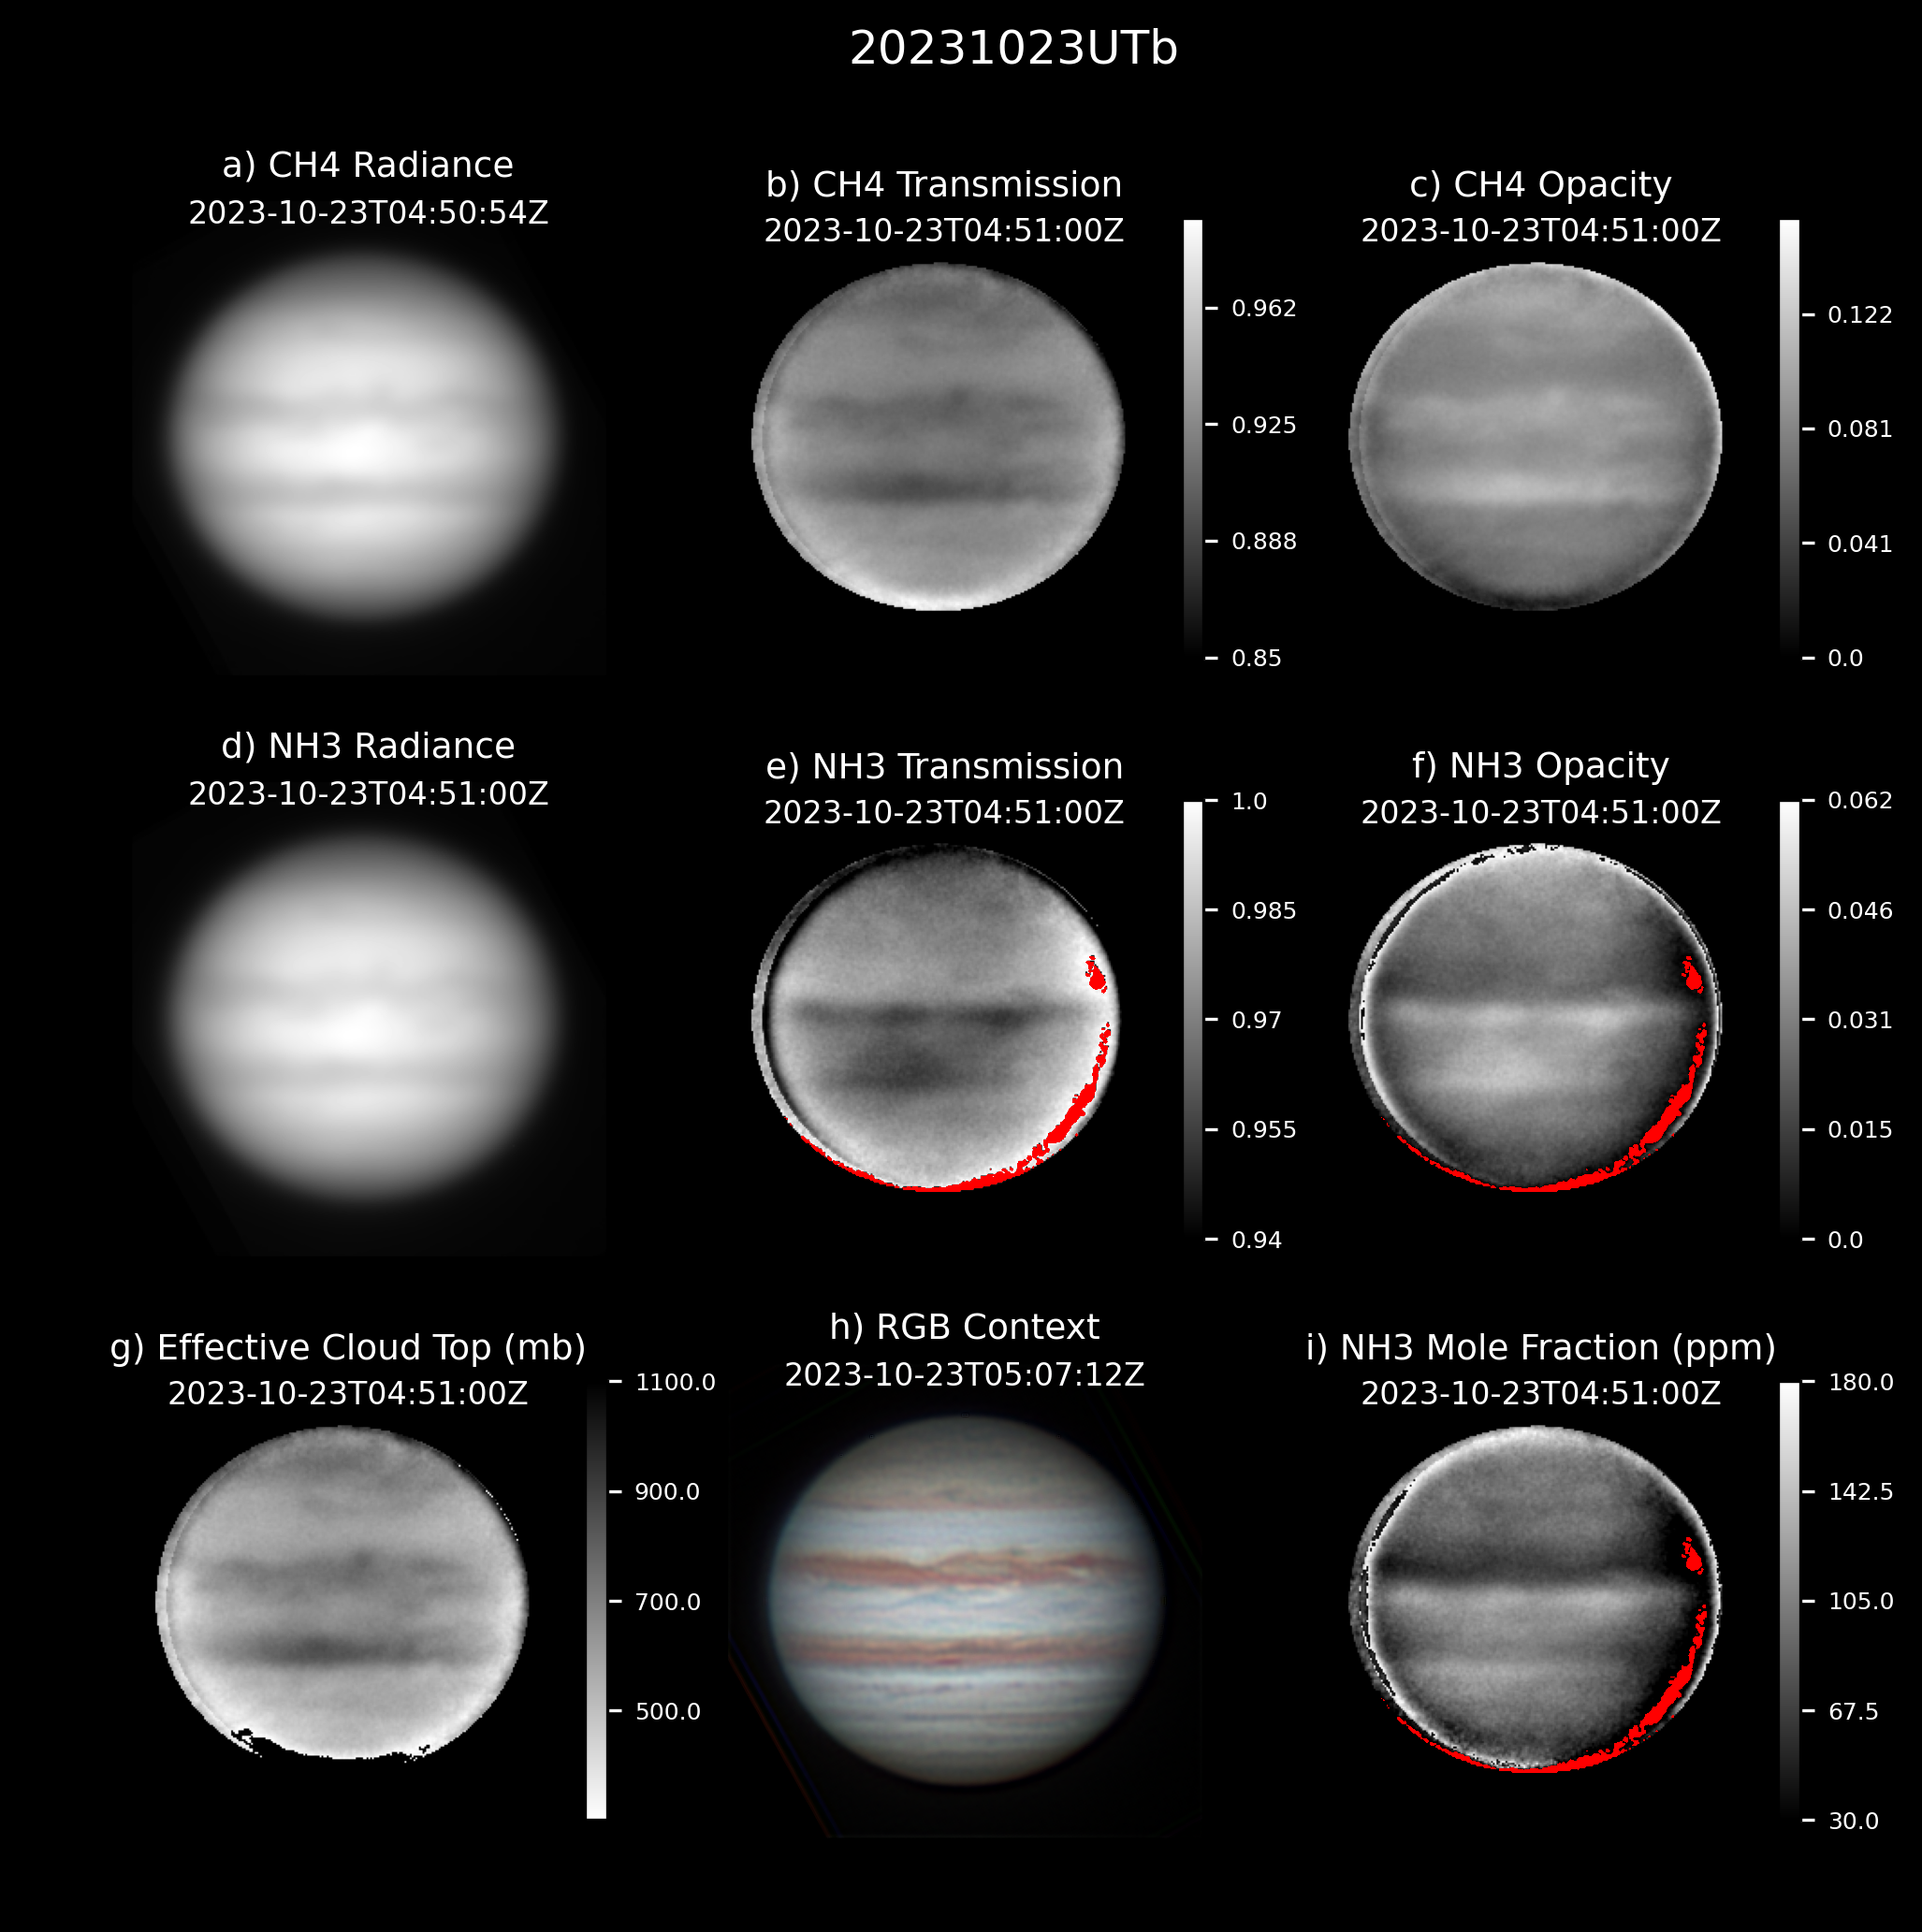 20231023UTb
a) CH4 Radiance
2023-10-23T04:50:54Z
b) CH4 Transmission
2023-10-23T04:51:00Z
0.962
0.925
0.888
0.85
c) CH4 Opacity
2023-10-23T04:51:00Z
0.122
0.081
0.041
0.0
d) NH3 Radiance
2023-10-23T04:51:00Z
e) NH3 Transmission
2023-10-23T04:51:00Z
1.0
0.985
0.97
0.955
0.94
f) NH3 Opacity
2023-10-23T04:51:00Z
0.062
0.046
0.031
0.015
0.0
g) Effective Cloud Top (mb)
2023-10-23T04:51:00Z
1100.0
900.0
700.0
500.0
h) RGB Context
2023-10-23T05:07:12Z
i) NH3 Mole Fraction (ppm)
2023-10-23T04:51:00Z
180.0
142.5
105.0
67.5
30.0